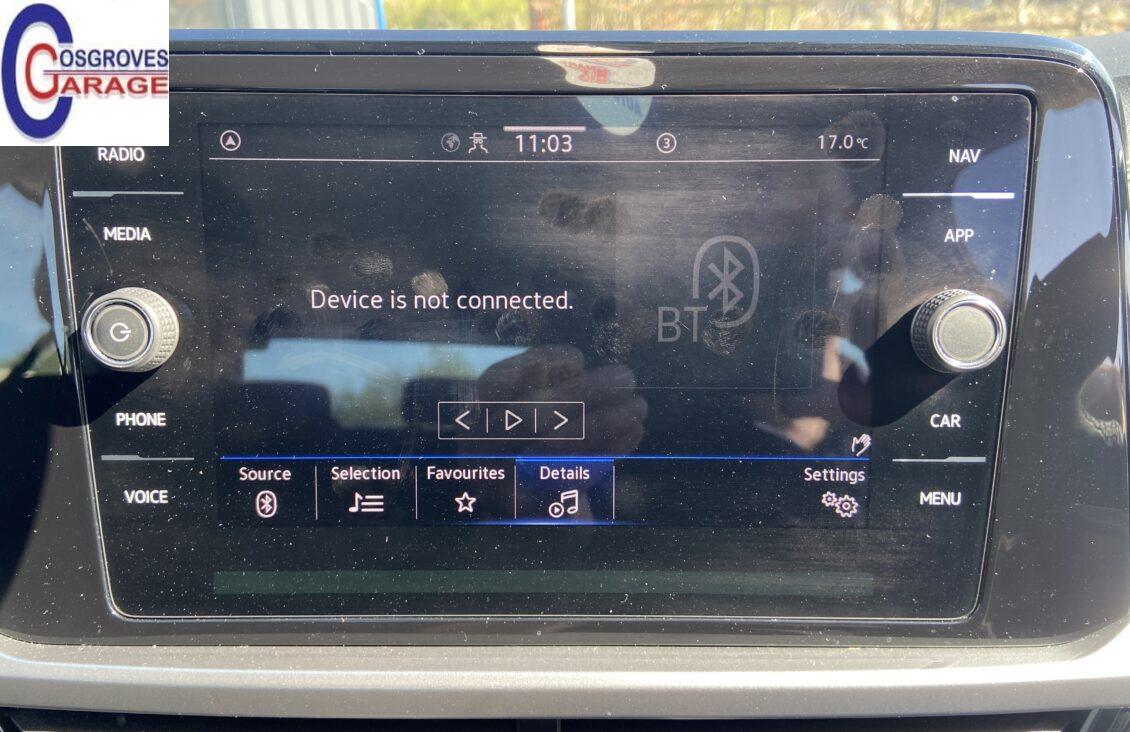 COSGROVES
GARAGE
RADIO
MEDIA
PHONE
VOICE
11:03
3
17.0°C
Device is not connected.
BT
Source
Selection
Favourites
Details
Settings
NAV
APP
CAR
MENU